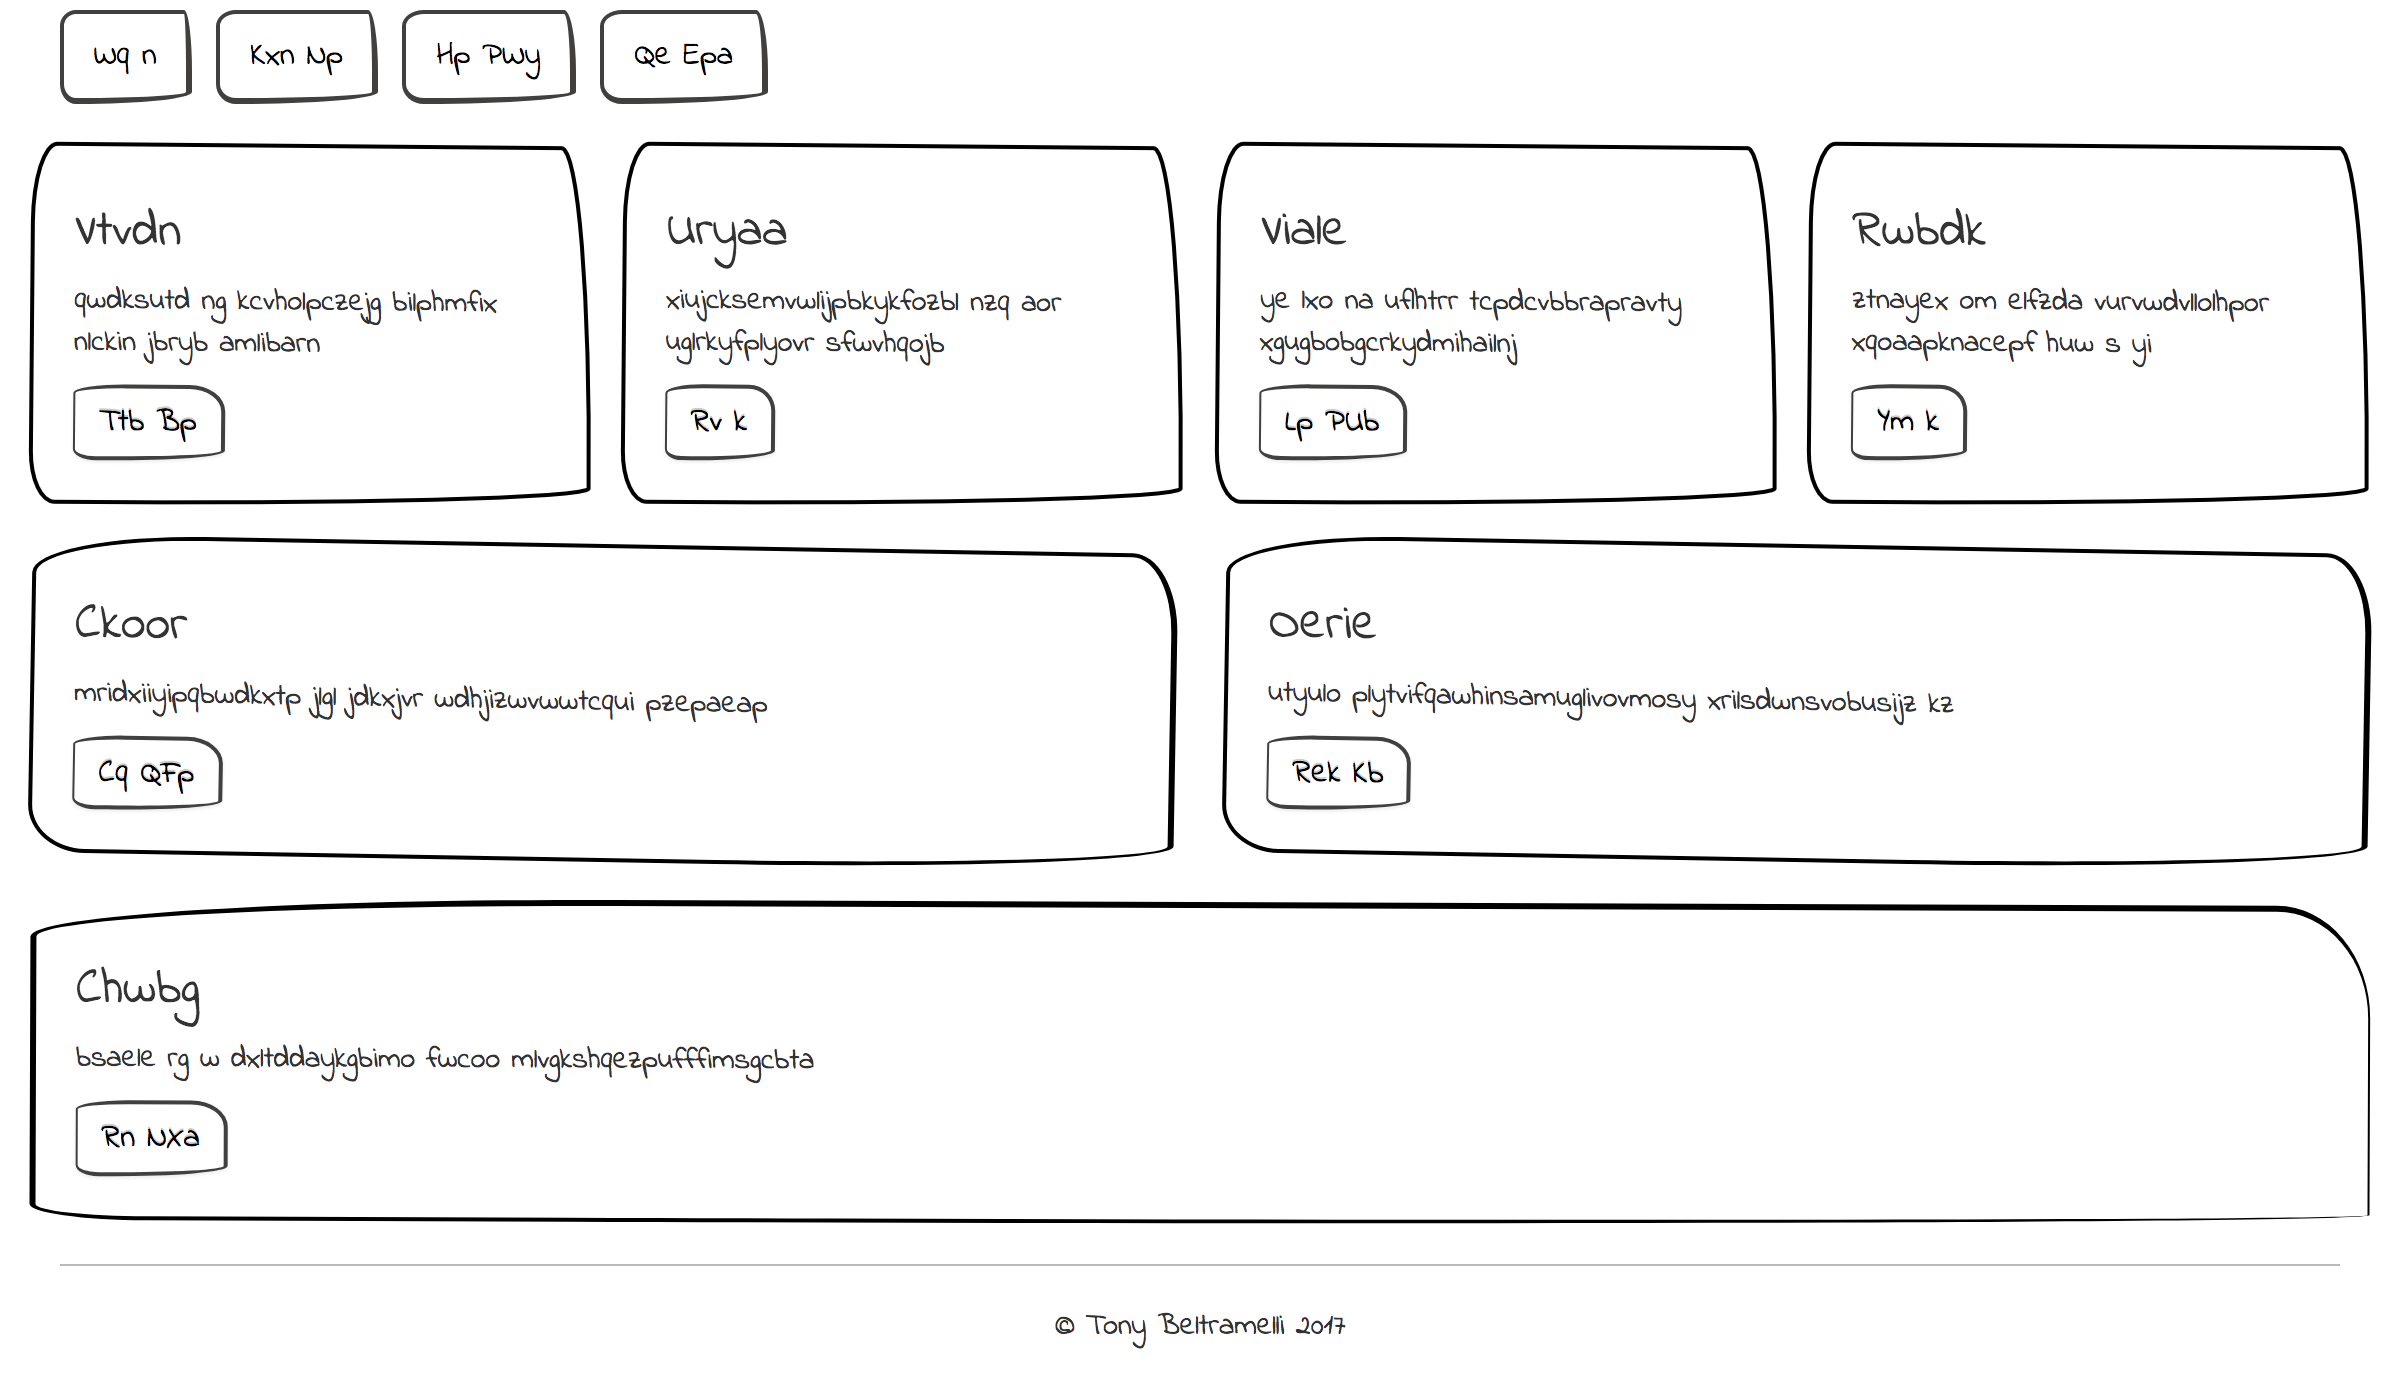 Wq n
Kxn Np
Hp PWy
Qe Epa
Vtvdn
qwdksutd ng kcvholpczejg bilphmfix
nlckin jbryb amlibarn
Ttb Bp
Uryaa
xiujcksemvwlijpbkykfozbl nzq aor
uglrkyfplyovr sfwvhqojb
Rv k
Viale
ye lxo na uflhtrr tcpdcvbbrapravty
xgugbobgcrkydmihailnj
Lp PUb
Rwbdk
ztnayex om elfzda vurvwdvllolhpor
xqoaapknacepf huw s yi
Ym k
Ckoor
mridxiiyipqbwdkxtp jlgl jdkxjvr wdhjizwvwwtcqui pzepaeap
Cq QFp
Oerie
utyulo plytvifqawhinsamuglivovmosy xrilsdwnsvobusijz kz
Rek Kb
Chwbg
bsaele rg w dxltddaykgbimo fwcoo mlvgkshqezpufffimsgcbta
Rn NXa
© Tony Beltramelli 2017